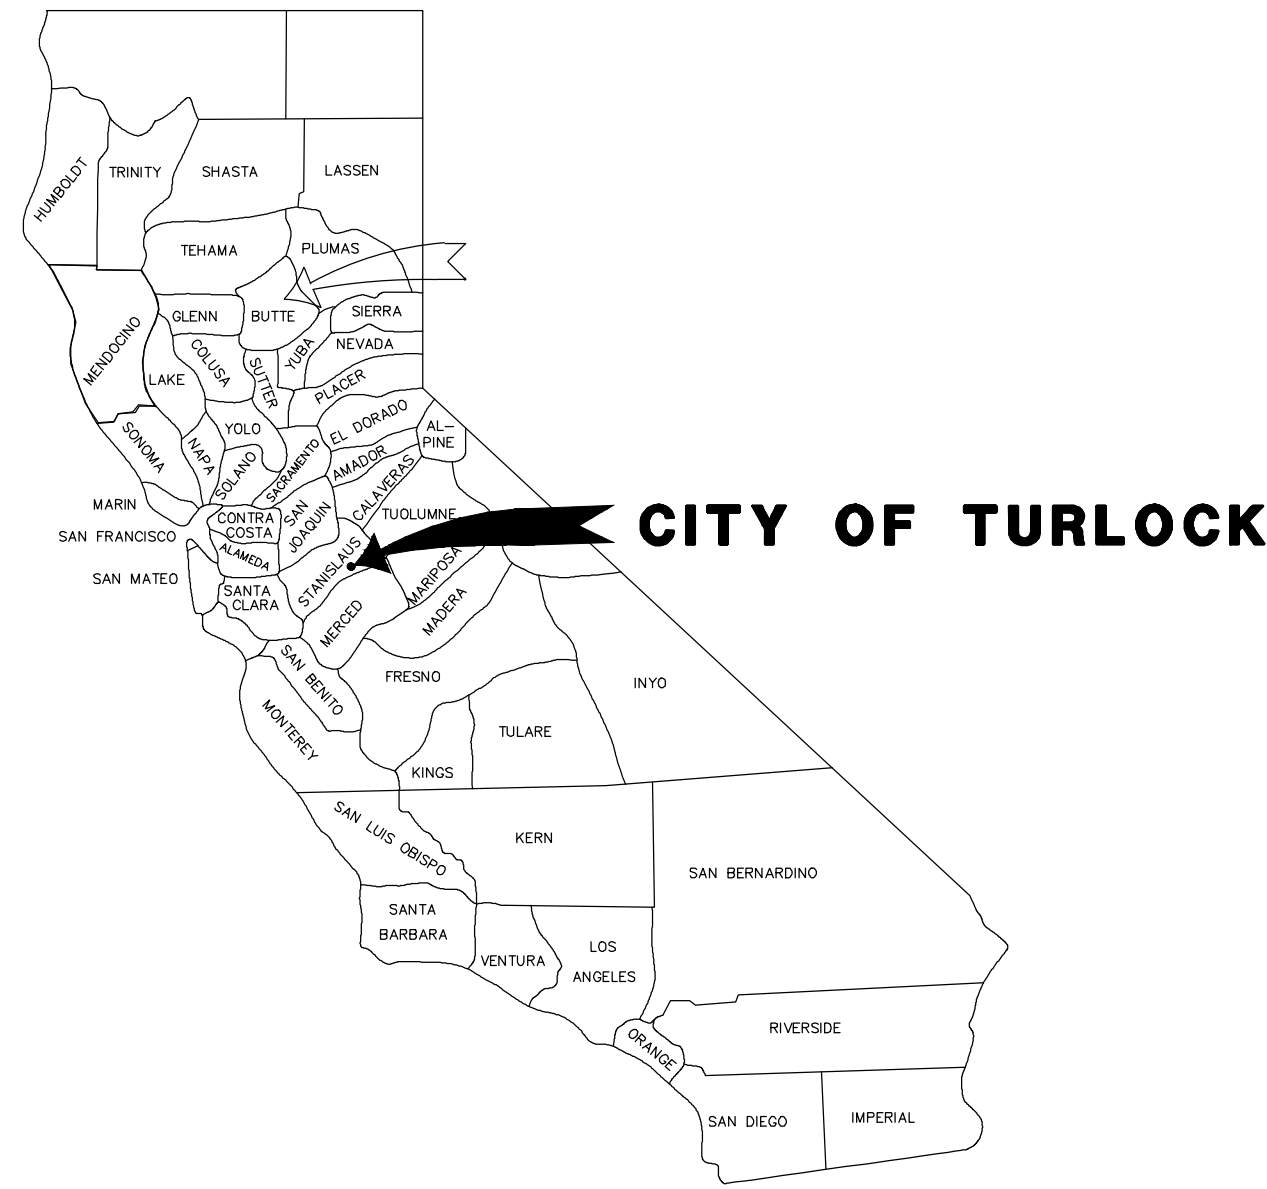 HUMBOLDT
TRINITY
SHASTA
LASSEN
TEHAMA
PLUMAS
GLENN
BUTTE
SIERRA
MENDOCINO
LAKE
COLUSA
SUTTER
YUBA
NEVADA
PLACER
SONOMA
NAPA
YOLO
SOLANO
SACRAMENTO
EL DORADO
AL-
PINE
AMADOR
CALAVERAS
MARIN
SAN FRANCISCO
SAN MATEO
CONTRA
COSTA
ALAMEDA
SAN
JOAQUIN
TUOLUMNE
CITY OF TURLOCK
SANTA
CLARA
STANISLAUS
MERCED
MARIPOSA
MADERA
SAN BENITO
FRESNO
INYO
MONTEREY
KINGS
TULARE
SAN LUIS OBISPO
KERN
SAN BERNARDINO
SANTA
BARBARA
VENTURA
LOS
ANGELES
ORANGE
RIVERSIDE
SAN DIEGO
IMPERIAL